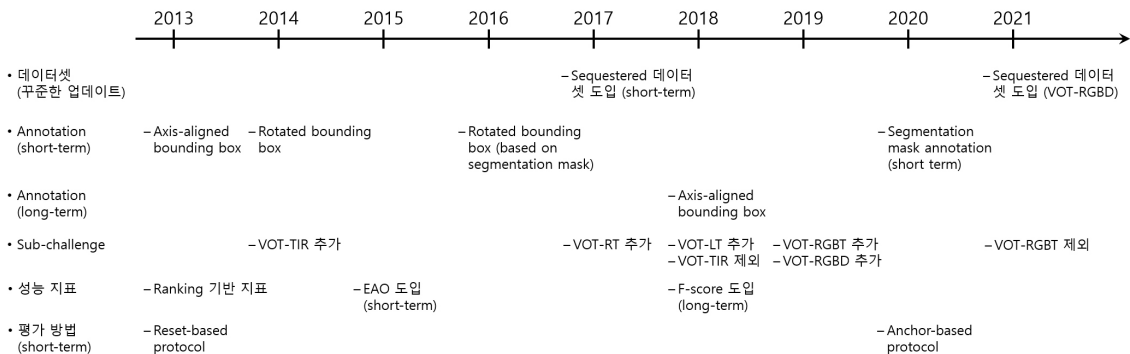 2013 2014 2015 2016 2017 2018 2019 2020 2021
• 데이터셋
(꾸준한 업데이트)
– Sequestered 데이터
셋 도입 (short-term)
– Sequestered 데이터
셋 도입 (VOT-RGBD)
• Annotation
(short-term)
– Axis-aligned
bounding box
– Rotated bounding
box
– Rotated bounding
box (based on
segmentation mask)
– Segmentation
mask annotation
(short term)
• Annotation
(long-term)
– Axis-aligned
bounding box
• Sub-challenge
– VOT-TIR 추가
– VOT-RT 추가
– VOT-LT 추가
– VOT-TIR 제외
– VOT-RGBT 추가
– VOT-RGBD 추가
– VOT-RGBT 제외
• 성능 지표
– Ranking 기반 지표
– EAO 도입
(short-term)
– F-score 도입
(long-term)
• 평가 방법
(short-term)
– Reset-based
protocol
– Anchor-based
protocol